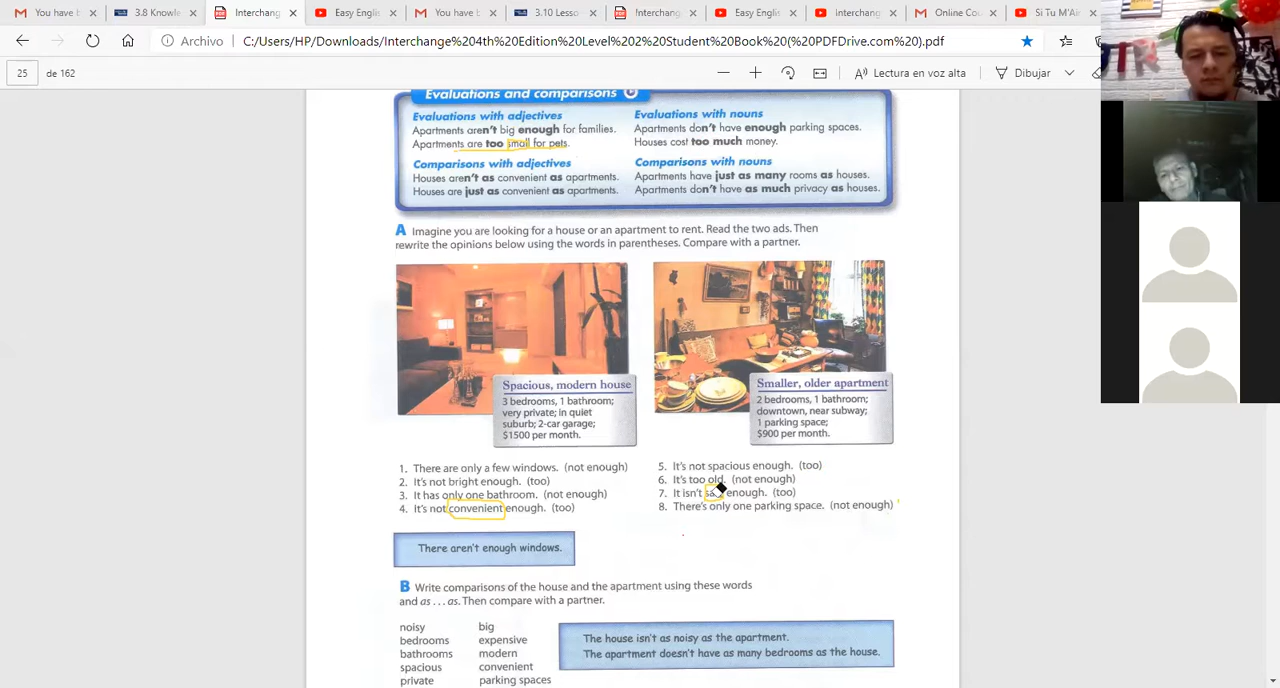 You have b
3.8 Knowle
Interchang
Easy Englis
You have b
3.10 Lesso
Interchang
Easy Englis
interchang
Online Cou
Si Tu M'Ai
Archivo
C:/Users/HP/Downloads/Interchange%204th%20Edition%20Level%202%20Student%20Book%20(%20PDFDrive.com%20).pdf
25 de 162
Lectura en voz alta
Dibujar
Evaluations and comparisons
Evaluations with adjectives
Apartments aren't big enough for families.
Apartments are too small for pets.
Comparisons with adjectives
Houses aren't as convenient as apartments.
Houses are just as convenient as apartments.
Evaluations with nouns
Apartments don't have enough parking spaces.
Houses cost too much money.
Comparisons with nouns
Apartments have just as many rooms as houses.
Apartments don't have as much privacy as houses.
A Imagine you are looking for a house or an apartment to rent. Read the two ads. Then
rewrite the opinions below using the words in parentheses. Compare with a partner.
Spacious, modern house
3 bedrooms, 1 bathroom;
very private; in quiet
suburb; 2-car garage;
$1500 per month.
Smaller, older apartment
2 bedrooms, 1 bathroom;
downtown, near subway;
1 parking space;
$900 per month.
1. There are only a few windows. (not enough)
2. It's not bright enough. (too)
3. It has only one bathroom. (not enough)
4. It's not convenient enough. (too)
5. It's not spacious enough. (too)
6. It's too old. (not enough)
7. It isn't enough. (too)
8. There's only one parking space. (not enough)
There aren't enough windows.
B Write comparisons of the house and the apartment using these words
and as . . . as. Then compare with a partner.
noisy
bedrooms
bathrooms
spacious
private
big
expensive
modern
convenient
parking spaces
The house isn't as noisy as the apartment.
The apartment doesn't have as many bedrooms as the house.